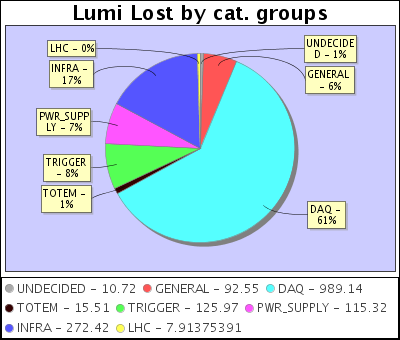 Lumi Lost by cat. groups
LHC - 0%
UNDECIDE
D - 1%
INFRA -
17%
GENERAL
- 6%
PWR_SUPP
LY - 7%
TRIGGER
- 8%
TOTEM -
1%
DAQ -
61%
UNDECIDED - 10.72 GENERAL - 92.55 DAQ - 989.14
TOTEM - 15.51 TRIGGER - 125.97 PWR_SUPPLY - 115.32
INFRA - 272.42 LHC - 7.91375391